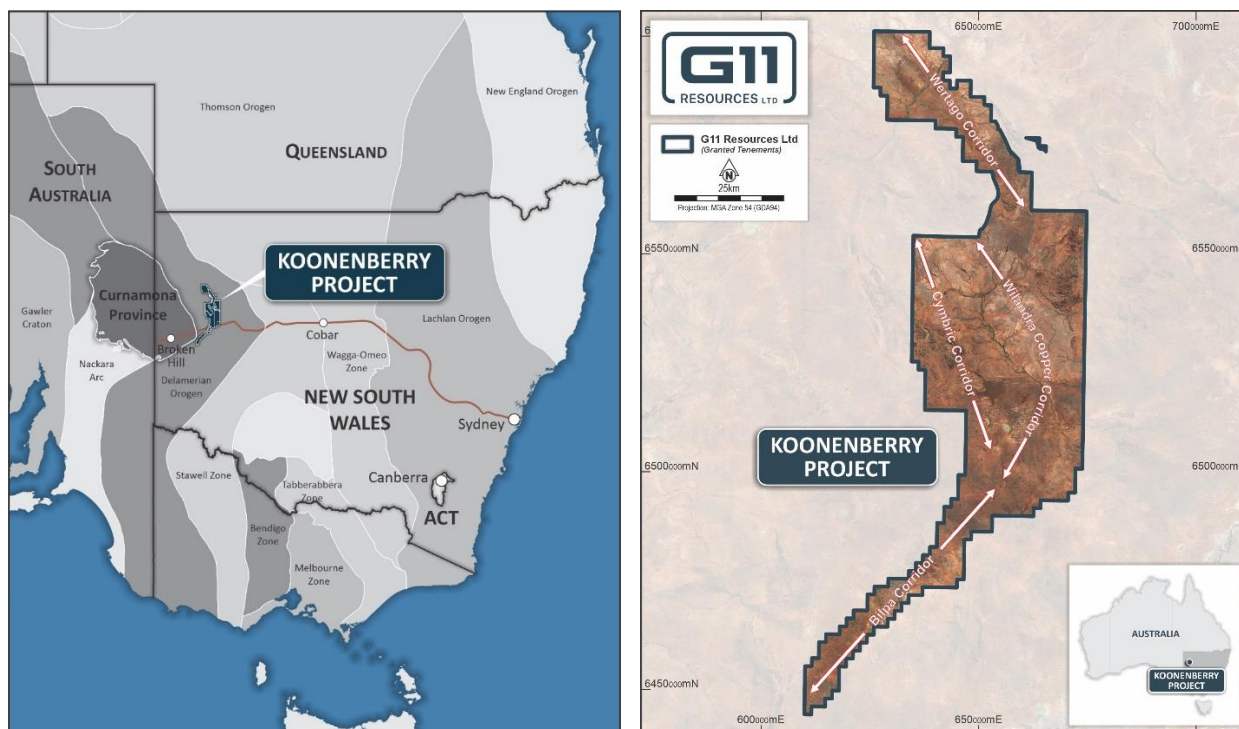 Thomson Orogen
New England Orogen
QUEENSLAND
SOUTH
AUSTRALIA
KOONENBERRY
PROJECT
Curnamona
Province
Gawler
Craton
Broken
Hill
Cobar
Lachlan Orogen
Nackara
Arc
Delamerian
Orogen
Wagga-Omeo
Zone
NEW SOUTH
WALES
Sydney
Stawell Zone
Tabberabbera
Zone
Canberra
ACT
Bendigo
Zone
Melbourne
Zone
650000mE
700000mE
G11
RESOURCES LTD
G11 Resources Ltd
(Granted Tenements)
N
25km
Projection: MGA Zone 54 (GDA94)
Wertago Corridor
6550000mN
6550000mN
Cymbric Corridor
Wilandra Copper Corridor
KOONENBERRY
PROJECT
6500000mN
6500000mN
Bilpa Corridor
AUSTRALIA
KOONENBERRY
PROJECT
6450000mN
6450000mN
600000mE
650000mE